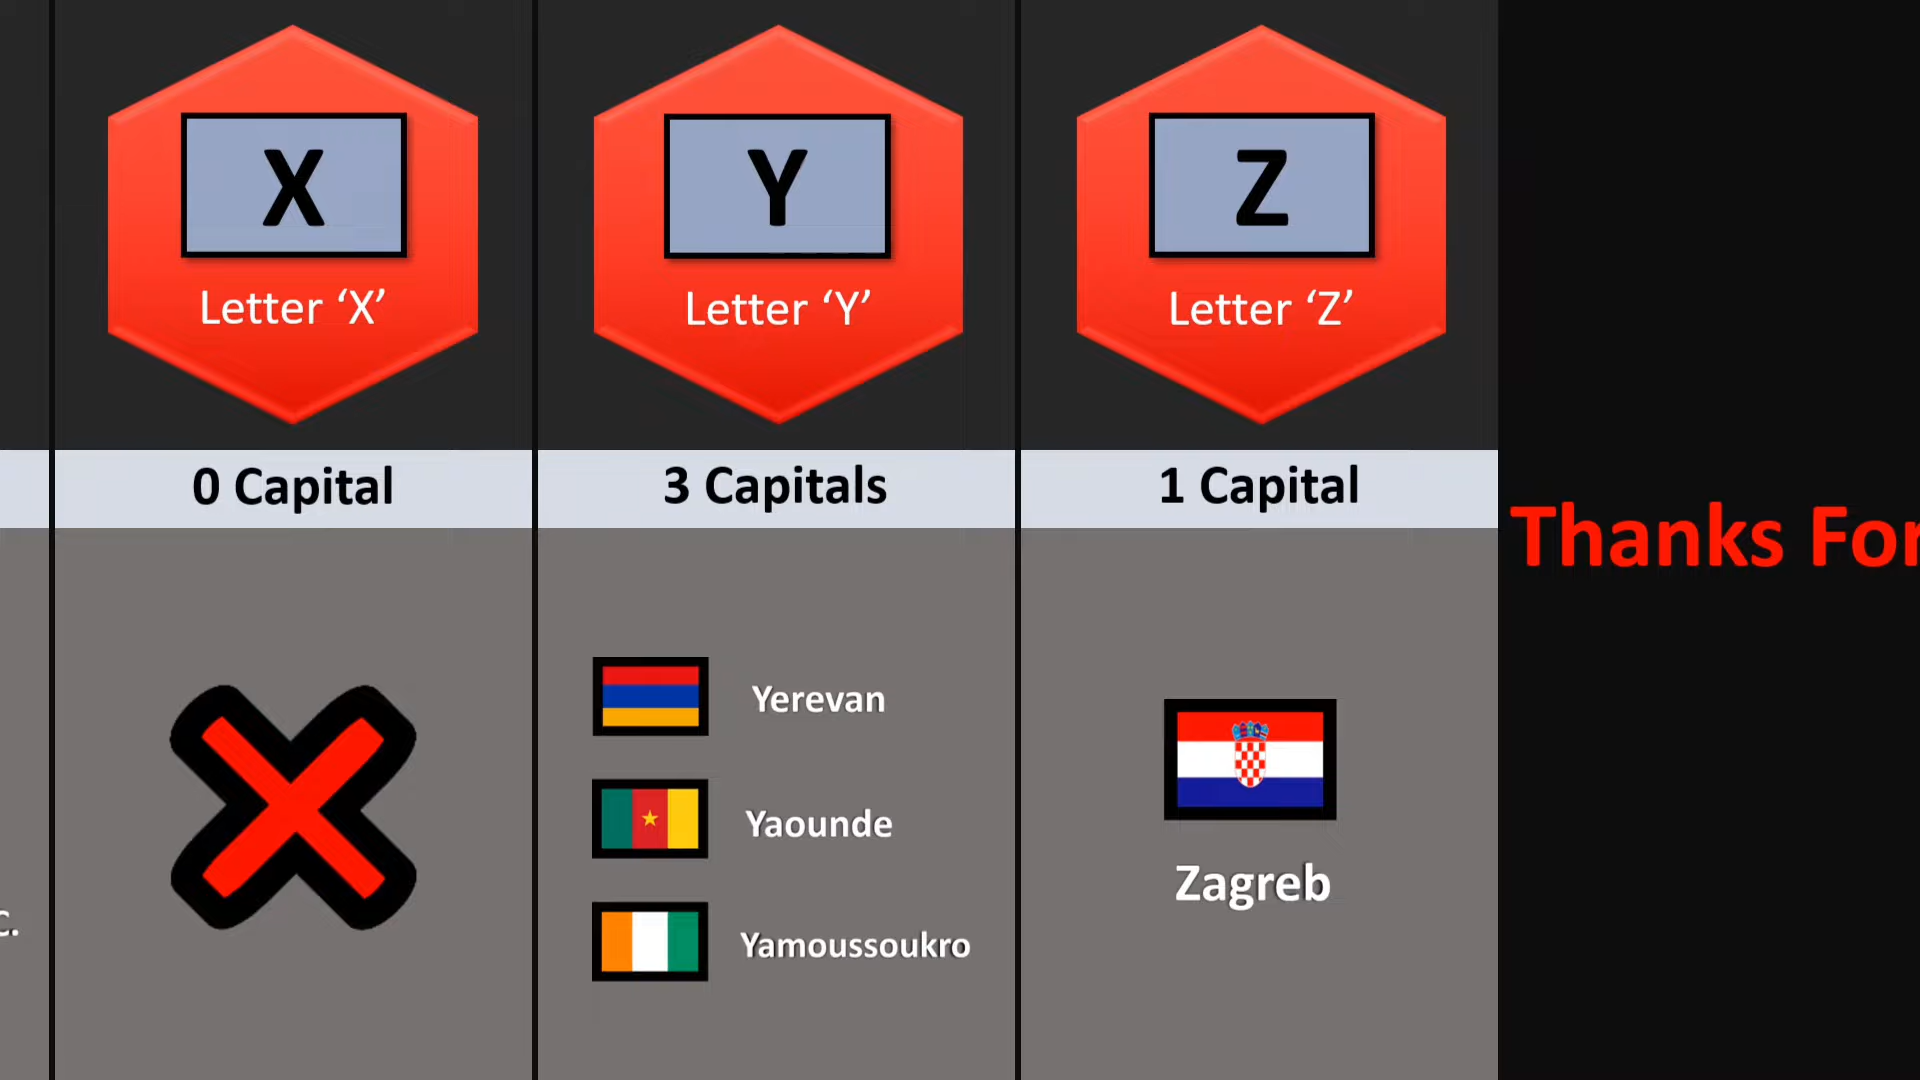 X
Letter ‘X’
0 Capital
Y
Letter ‘Y’
3 Capitals
Yerevan
Yaounde
Yamoussoukro
Z
Letter ‘Z’
1 Capital
Zagreb
Thanks For